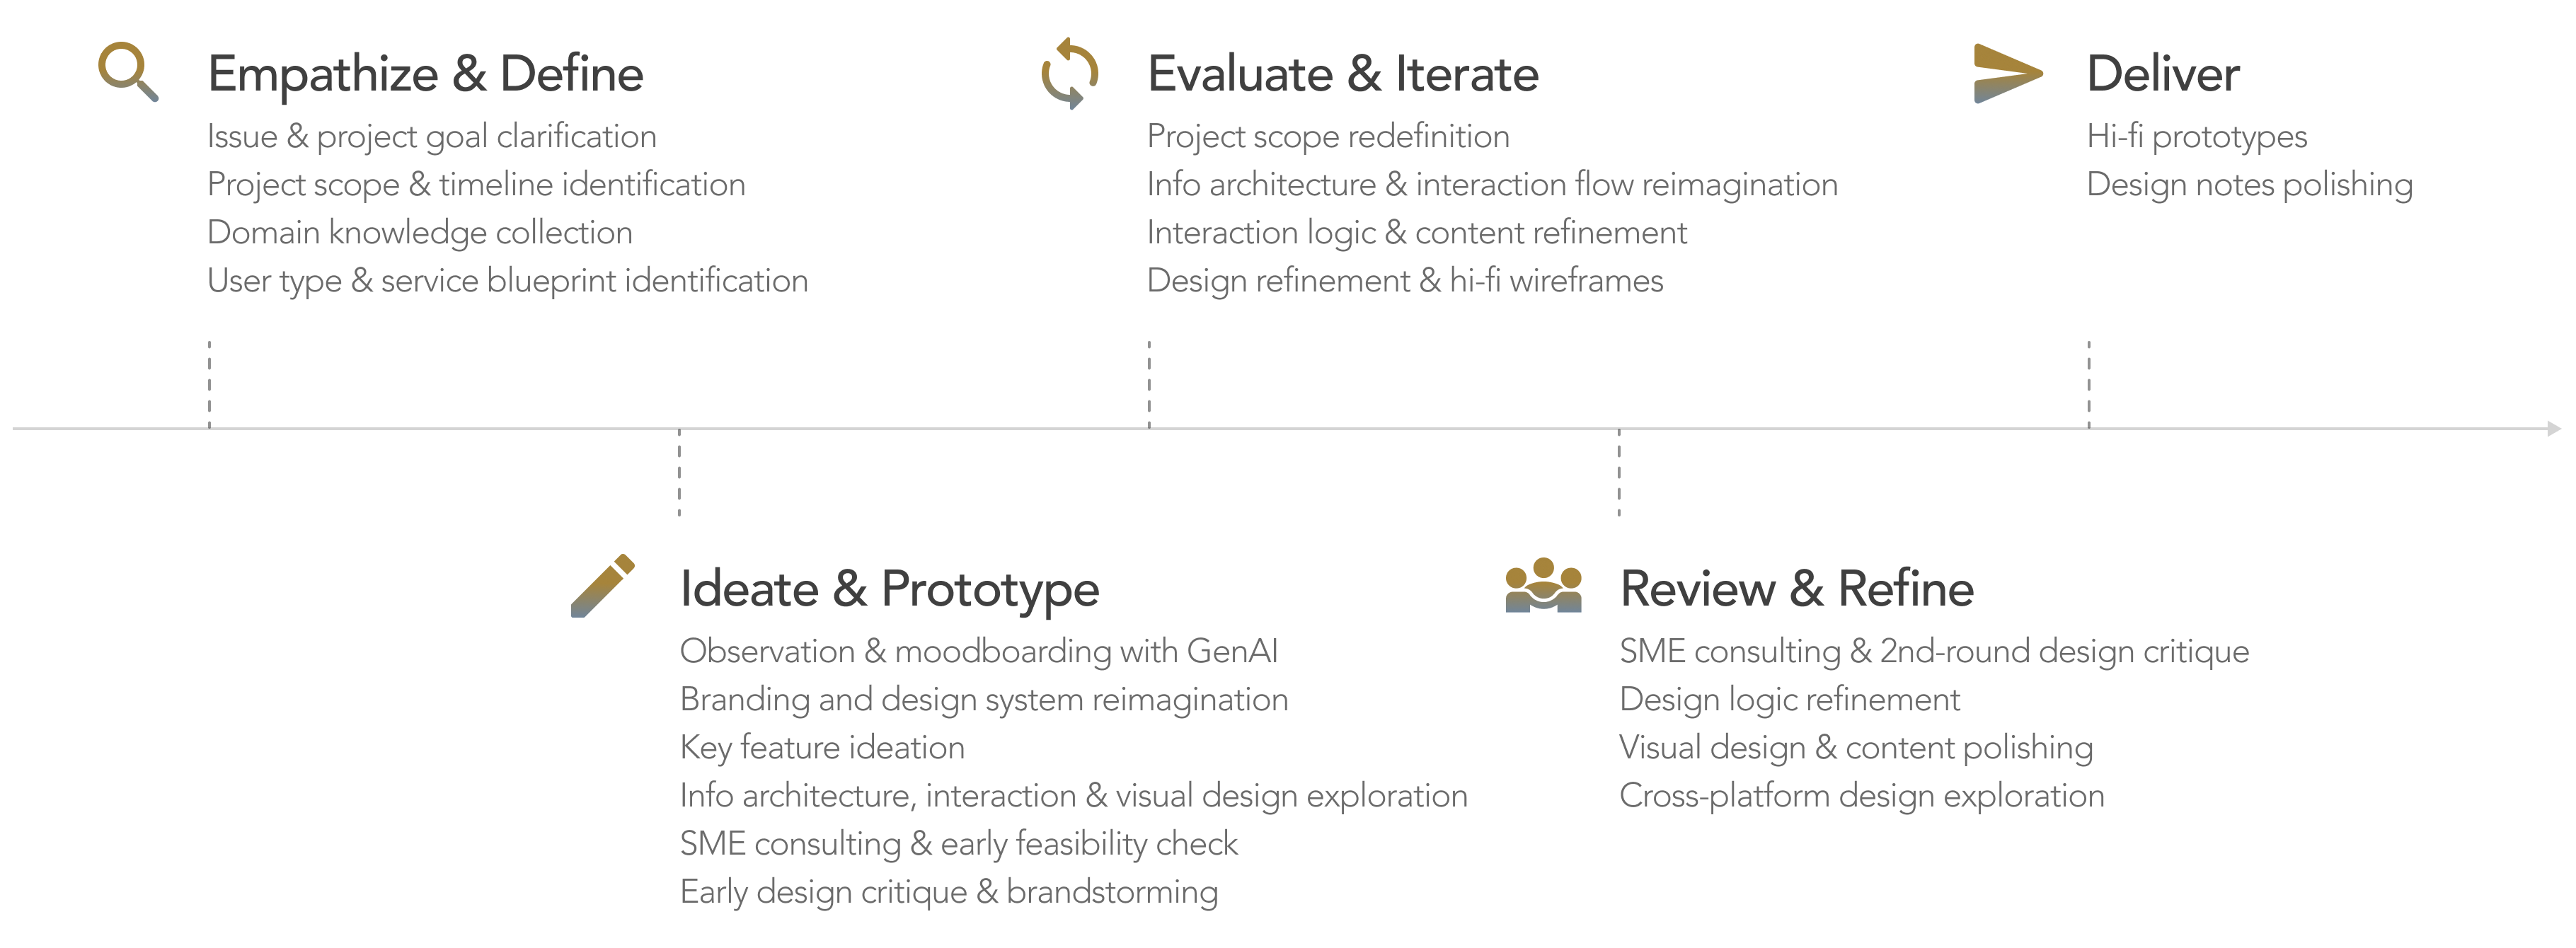 Empathize & Define
Issue & project goal clarification
Project scope & timeline identification
Domain knowledge collection
User type & service blueprint identification
Ideate & Prototype
Observation & moodboarding with GenAI
Branding and design system reimagination
Key feature ideation
Info architecture, interaction & visual design exploration
SME consulting & early feasibility check
Early design critique & brandstorming
Evaluate & Iterate
Project scope redefinition
Info architecture & interaction flow reimagination
Interaction logic & content refinement
Design refinement & hi-fi wireframes
Review & Refine
SME consulting & 2nd-round design critique
Design logic refinement
Visual design & content polishing
Cross-platform design exploration
Deliver
Hi-fi prototypes
Design notes polishing